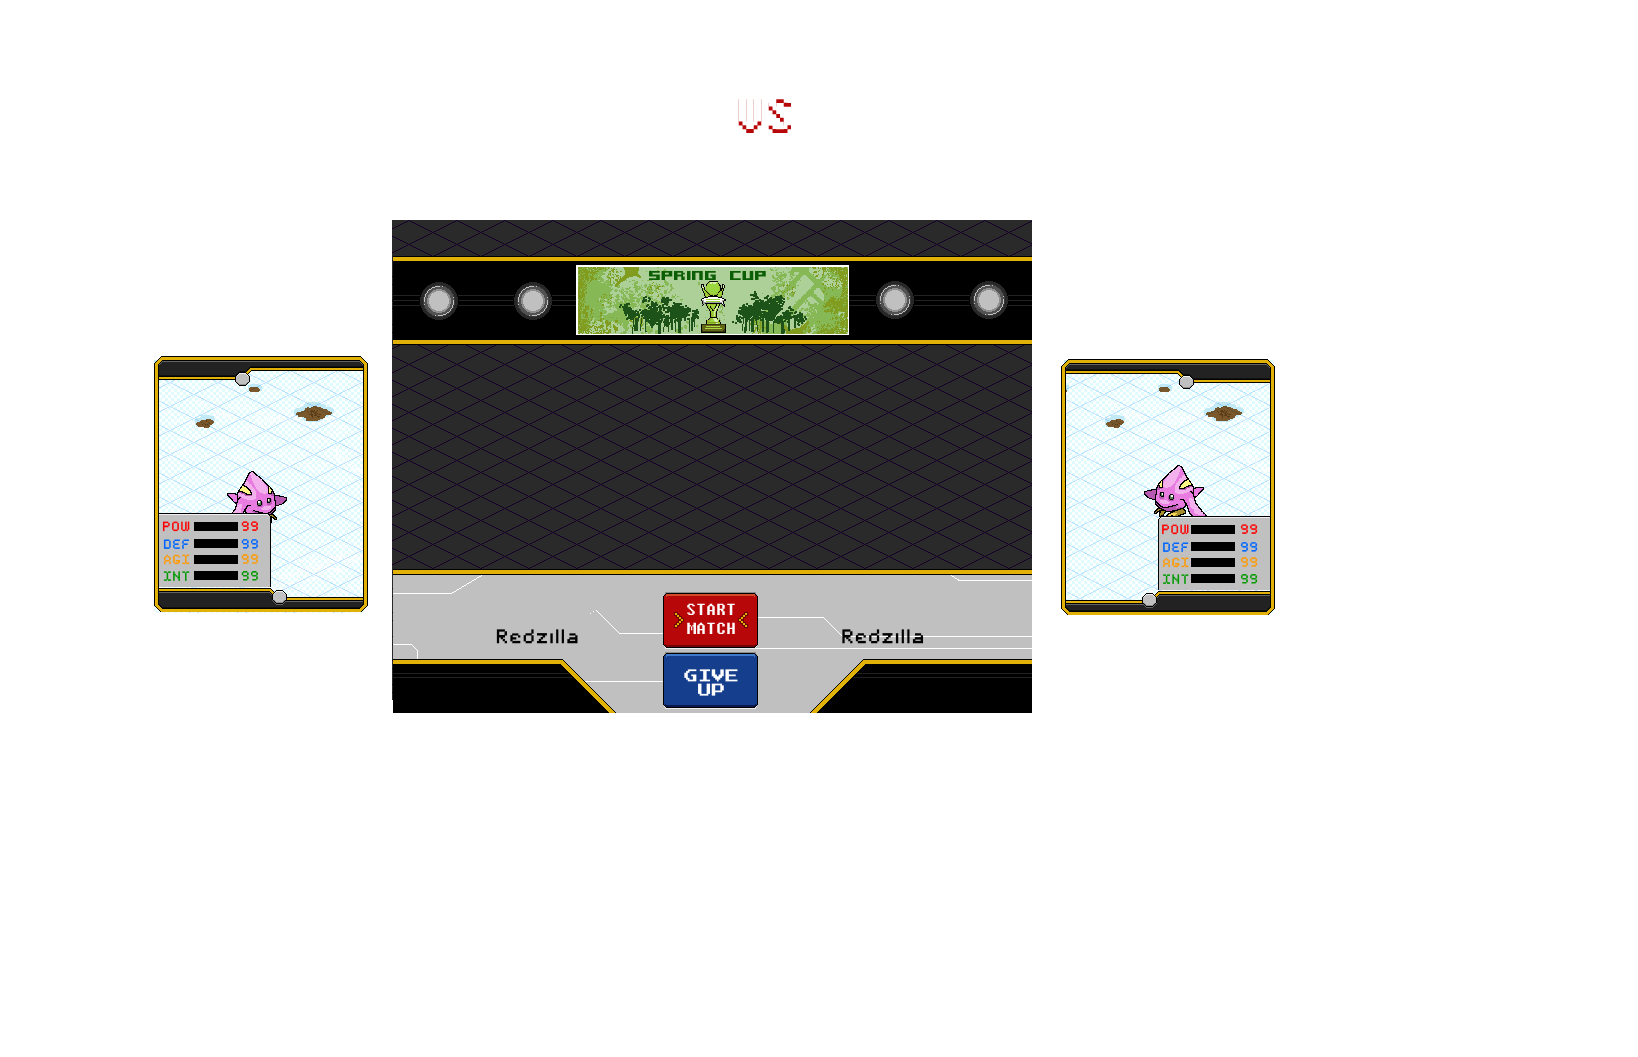 VS
SPRING CUP
POW 99
DEF 99
AGI 99
INT 99
POW 99
DEF 99
AGI 99
INT 99
START
MATCH
Redzilla
Redzilla
GIVE
UP